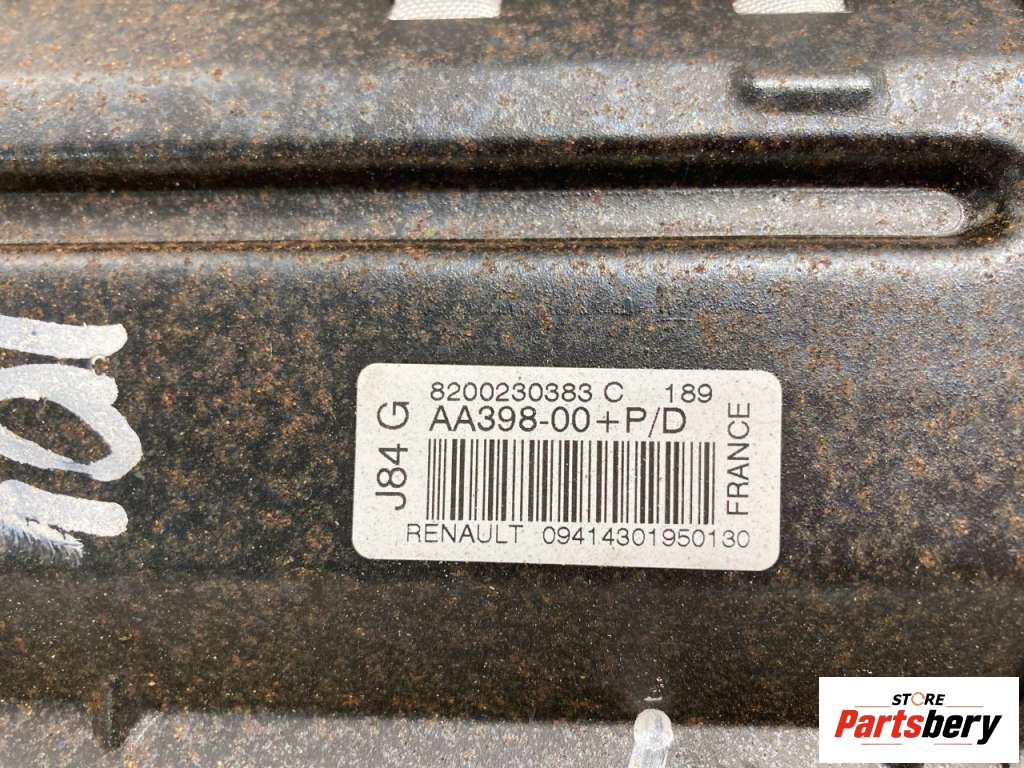 8200230383 C 189
AA398-00+P/D
J84 G
FRANCE
RENAULT 09414301950130
STORE
Partsbery